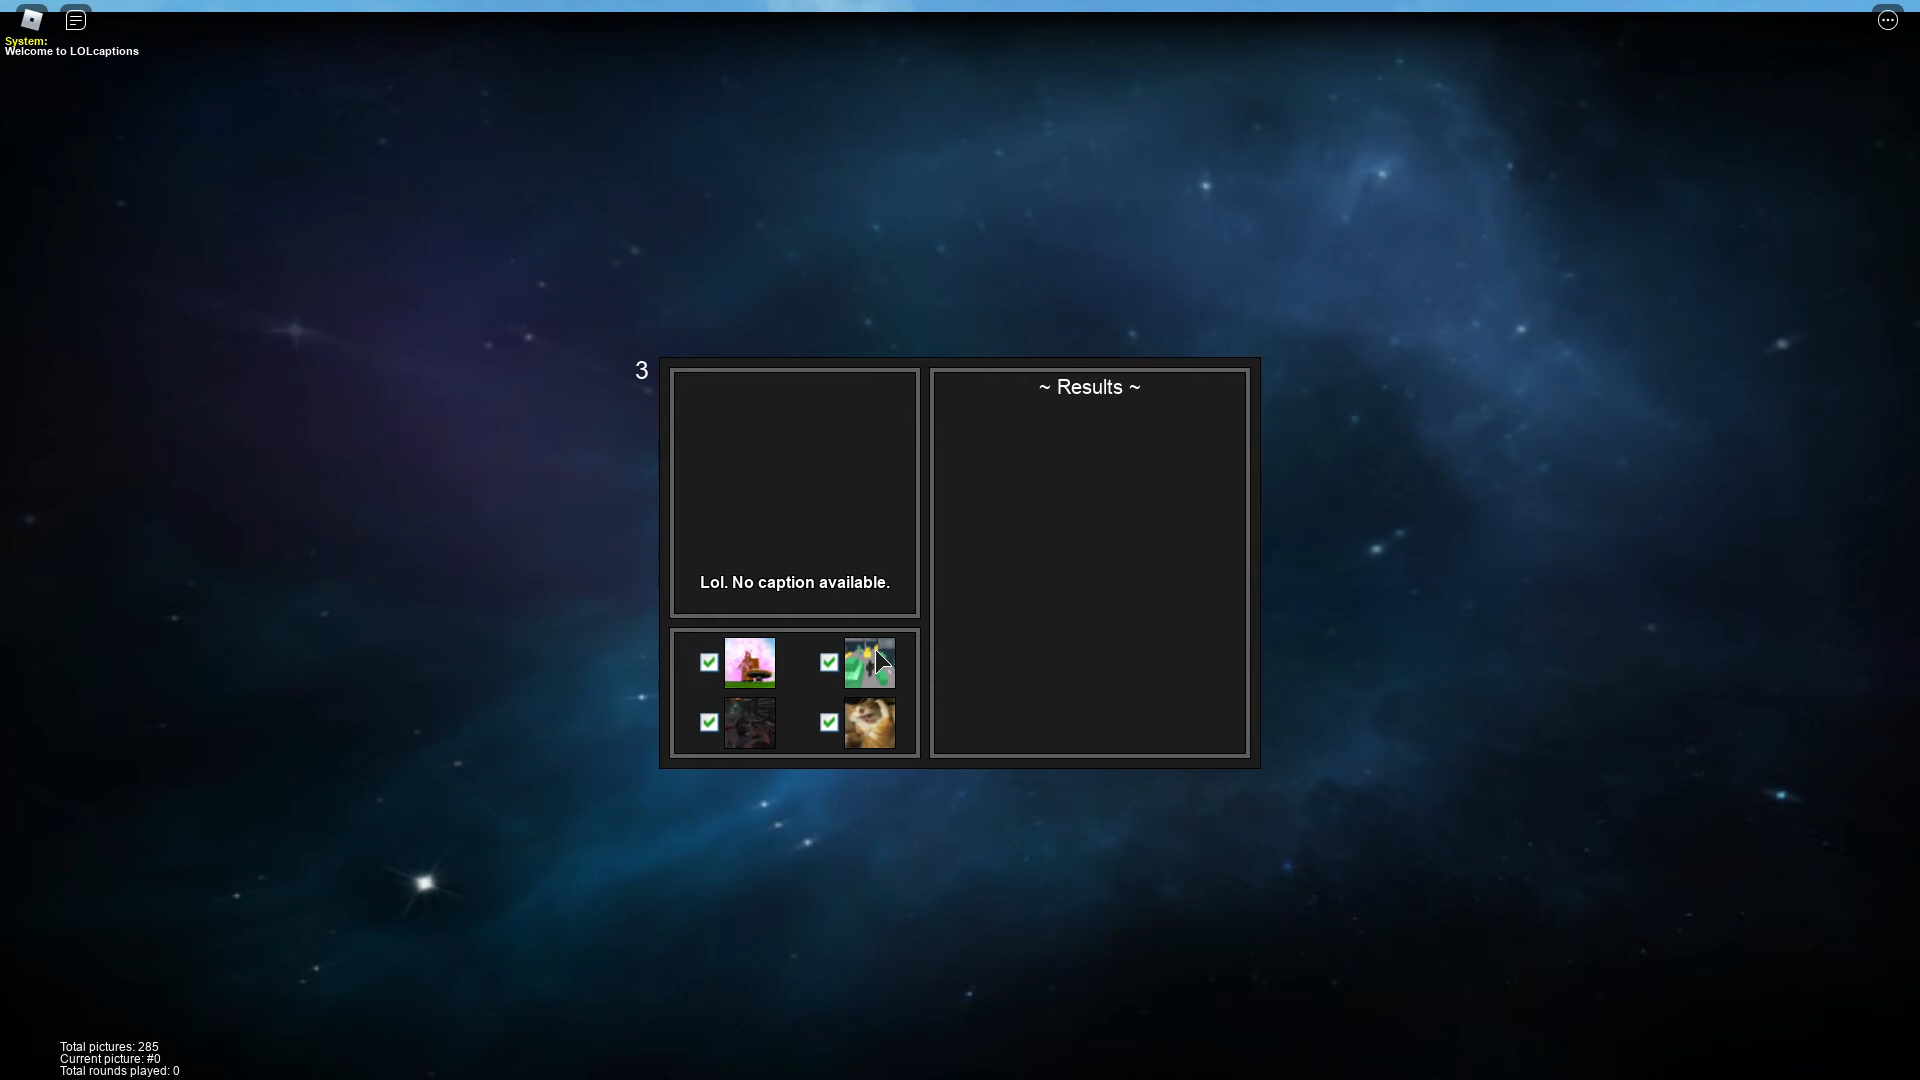 System:
Welcome to LOLcaptions
3
~ Results ~
Lol. No caption available.
Total pictures: 285
Current picture: #0
Total rounds played: 0